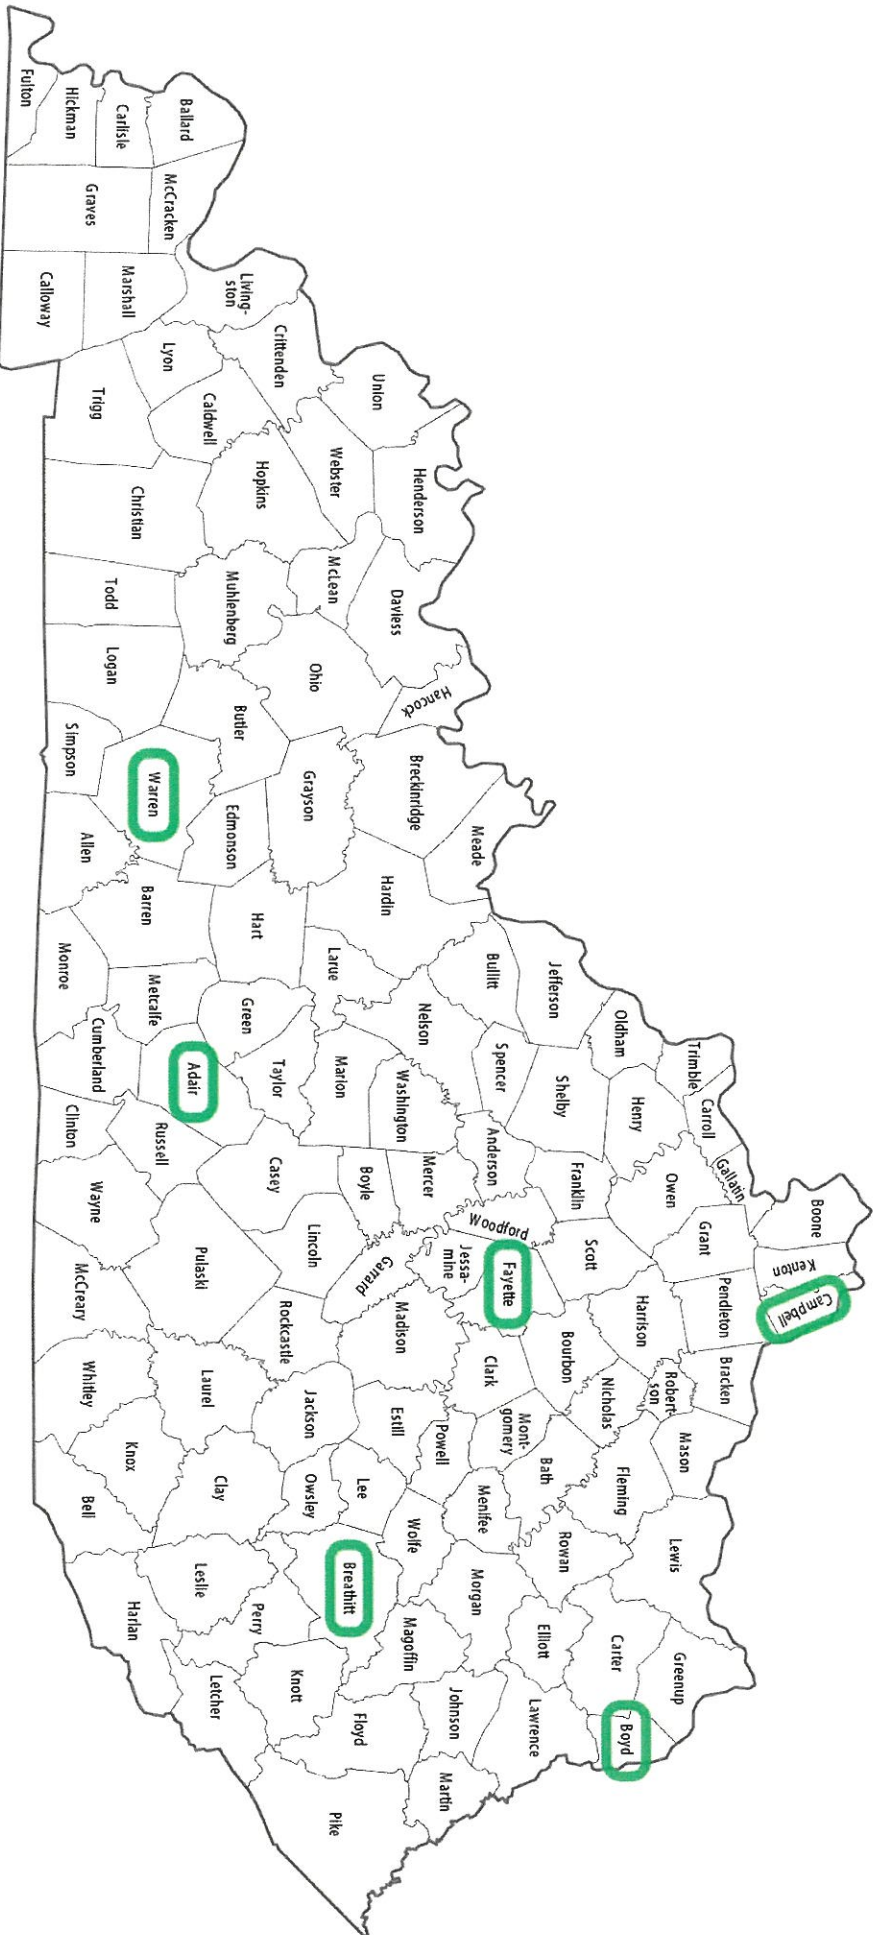 Boone
Kenton
Campbell
Gallatin
Carroll
Trimble
Grant
Pendleton
Bracken
Owen
Henry
Oldham
Robert-
son
Mason
Harrison
Lewis
Greenup
Jefferson
Shelby
Franklin
Scott
Nicholas
Fleming
Carter
Boyd
Bullitt
Spencer
Anderson
Woodford
Fayette
Bourbon
Bath
Rowan
Elliott
Lawrence
Meade
Hancock
Breckinridge
Nelson
Washington
Mercer
Jessa-
mine
Clark
Mont-
gomery
Menifee
Morgan
Johnson
Martin
Henderson
Union
Daviess
Hardin
Larue
Marion
Boyle
Garrard
Madison
Estill
Powell
Lee
Wolfe
Magoffin
Floyd
Pike
Webster
McLean
Ohio
Grayson
Hart
Green
Taylor
Casey
Lincoln
Rockcastle
Jackson
Owsley
Breathitt
Knott
Crittenden
Living-
ston
Hopkins
Muhlenberg
Butler
Edmonson
Caldwell
Lyon
Christian
Todd
Logan
Warren
Barren
Metcalfe
Adair
Russell
Pulaski
Laurel
Clay
Leslie
Perry
Letcher
Ballard
McCracken
Carlisle
Hickman
Fulton
Graves
Marshall
Calloway
Trigg
Simpson
Allen
Monroe
Cumberland
Clinton
Wayne
McCreary
Whitley
Knox
Bell
Harlan